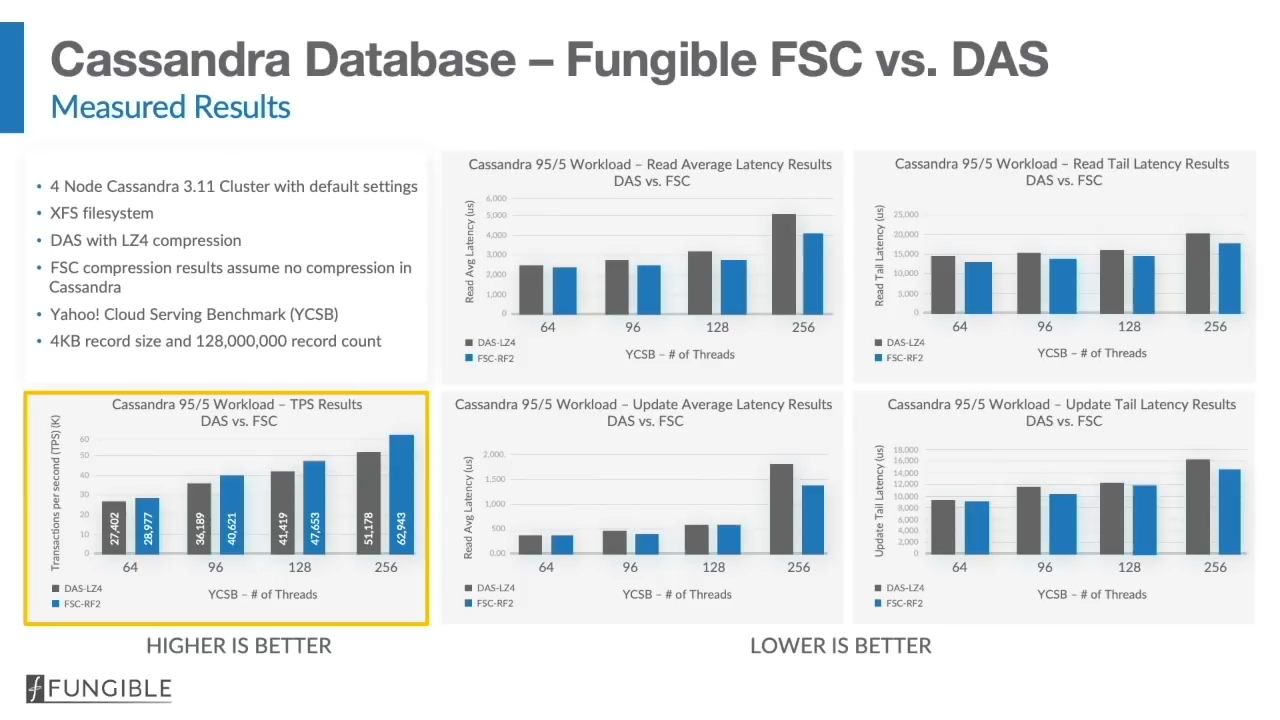 Cassandra Database – Fungible FSC vs. DAS
Measured Results
• 4 Node Cassandra 3.11 Cluster with default settings
• XFS filesystem
• DAS with LZ4 compression
• FSC compression results assume no compression in
Cassandra
• Yahoo! Cloud Serving Benchmark (YCSB)
• 4KB record size and 128,000,000 record count
Cassandra 95/5 Workload – Read Average Latency Results
DAS vs. FSC
Read Avg Latency (us)
6,000
5,000
4,000
3,000
2,000
1,000
0
64 96 128 256
DAS-LZ4
FSC-RF2
YCSB – # of Threads
Cassandra 95/5 Workload – Read Tail Latency Results
DAS vs. FSC
Read Tail Latency (us)
25,000
20,000
15,000
10,000
5,000
0
64 96 128 256
DAS-LZ4
FSC-RF2
YCSB – # of Threads
Cassandra 95/5 Workload – TPS Results
DAS vs. FSC
Transactions per second (TPS) (K)
60
50
40
30
20
10
0
27,402 28,977 36,189 40,621 41,419 47,653 51,178 62,943
64 96 128 256
DAS-LZ4
FSC-RF2
YCSB – # of Threads
Cassandra 95/5 Workload – Update Average Latency Results
DAS vs. FSC
Read Avg Latency (us)
2,000.
1,500
1,000
500
0.00
64 96 128 256
DAS-LZ4
FSC-RF2
YCSB – # of Threads
Cassandra 95/5 Workload – Update Tail Latency Results
DAS vs. FSC
Update Tail Latency (us)
18,000
16,000
14,000
12,000
10,000
8,000
6,000
4,000
2,000
0
64 96 128 256
DAS-LZ4
FSC-RF2
YCSB – # of Threads
HIGHER IS BETTER
LOWER IS BETTER
FUNGIBLE